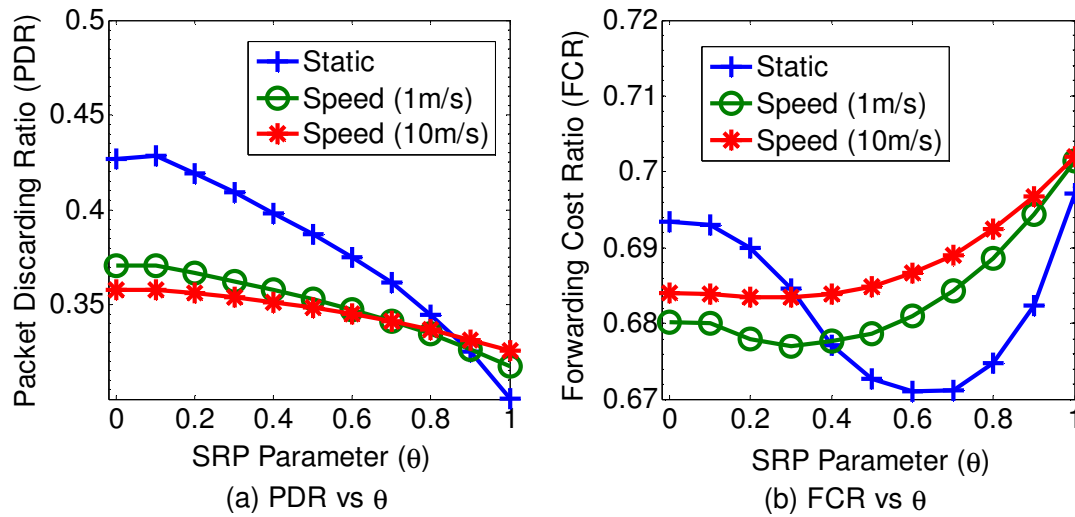 0.5
0.45
0.4
0.35
0
0.2
0.4
0.6
0.8
1
Packet Discarding Ratio (PDR)
Static
Speed (1m/s)
Speed (10m/s)
SRP Parameter (θ)
(a) PDR vs θ
0.72
0.71
0.7
0.69
0.68
0.67
0
0.2
0.4
0.6
0.8
1
Forwarding Cost Ratio (FCR)
Static
Speed (1m/s)
Speed (10m/s)
SRP Parameter (θ)
(b) FCR vs θ